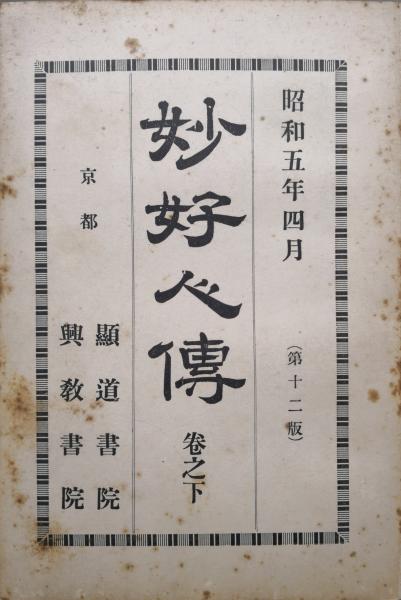 昭和五年四月
(第十二版)
妙好人傳
卷之下
京都
顯道書院
興敎書院